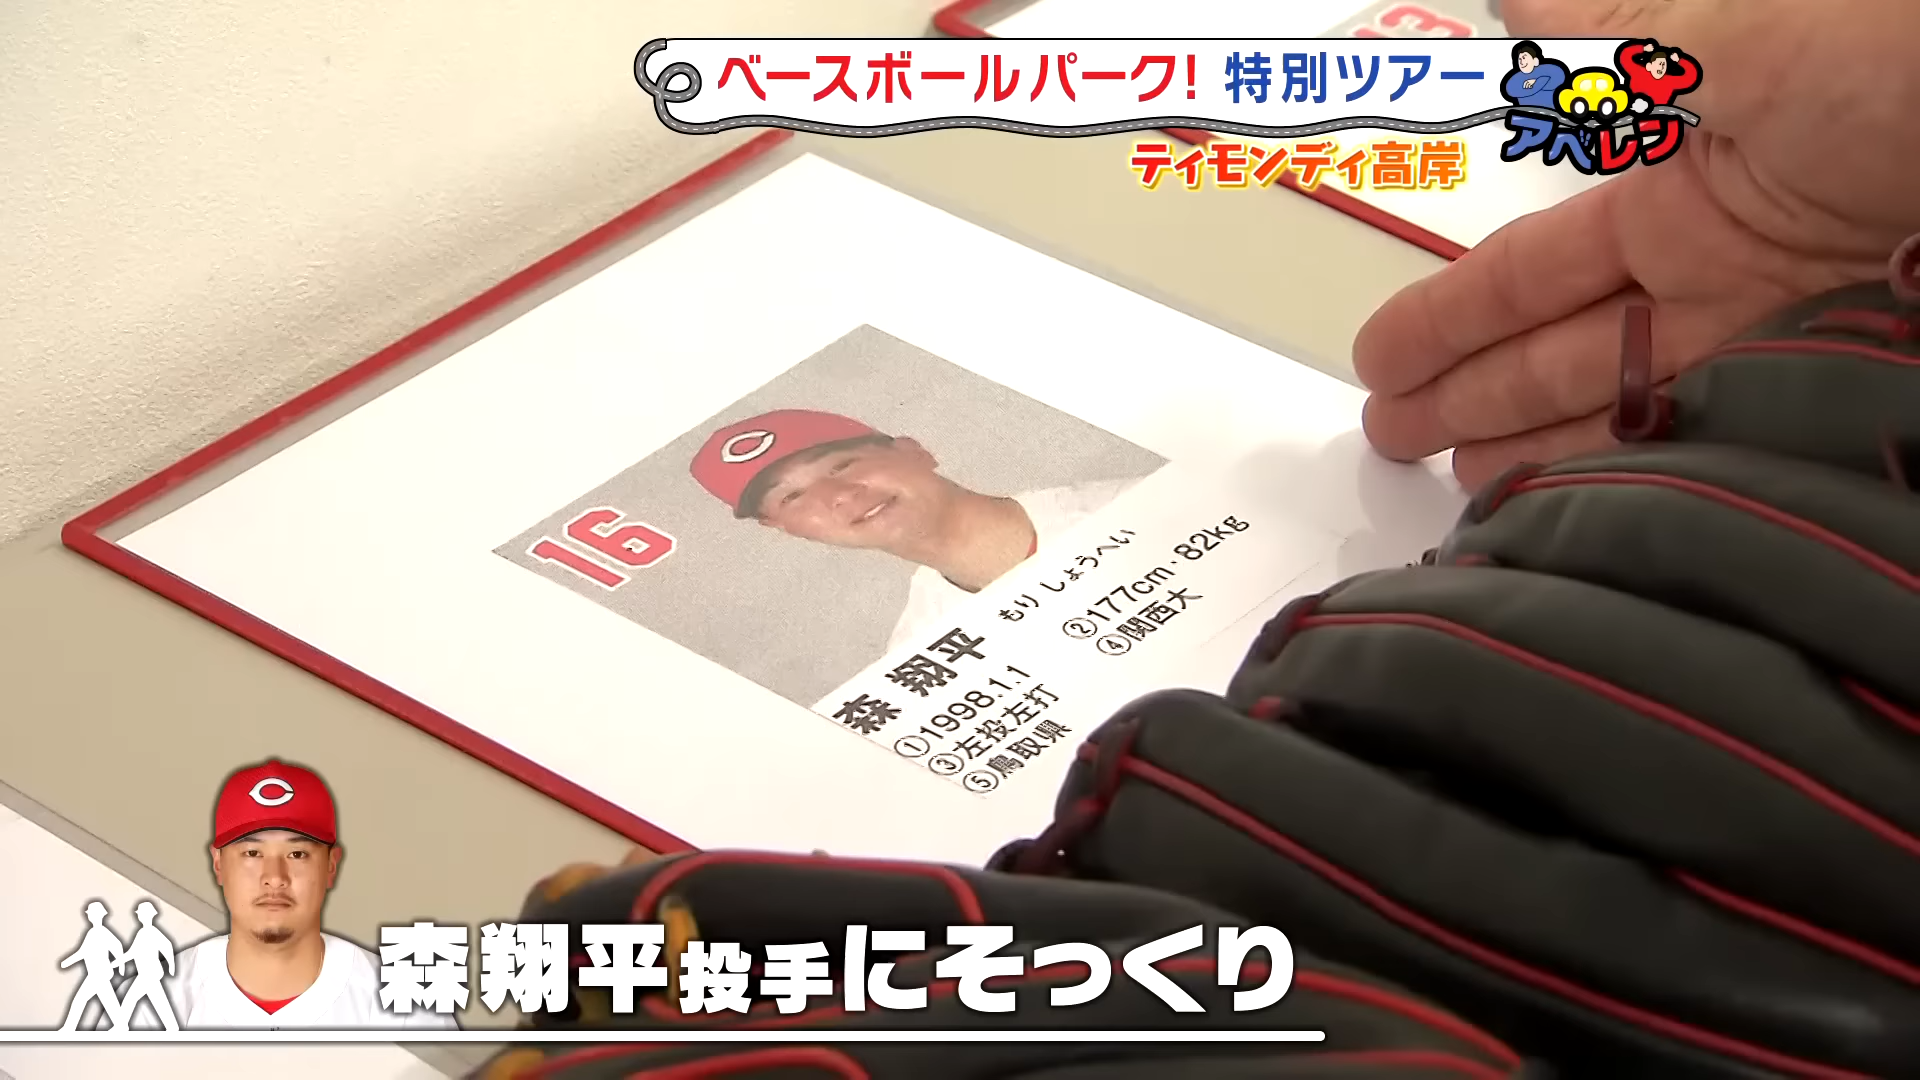 13
ベースボールパーク! 特別ツアー
アベレン
ティモンディ高岸
16
森 翔平 もり しょうへい
①1998.1.1 ②177cm・82kg
③左投左打 ④関西大
⑤鳥取県
森翔平投手にそっくり